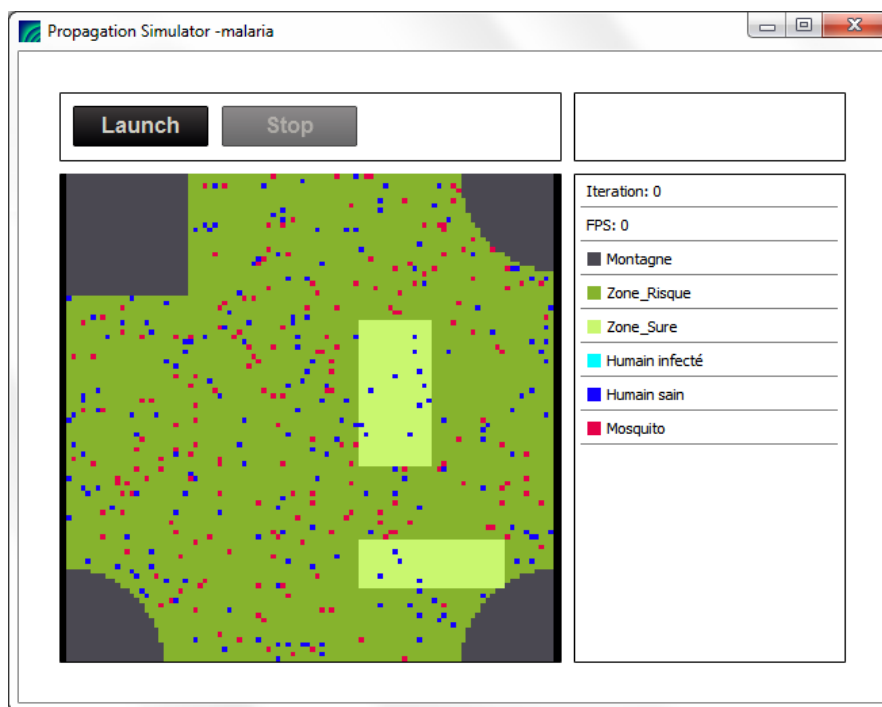 Propagation Simulator -malaria
Launch
Stop
Iteration: 0
FPS: 0
Montagne
Zone_Risque
Zone_Sure
Humain infecté
Humain sain
Mosquito